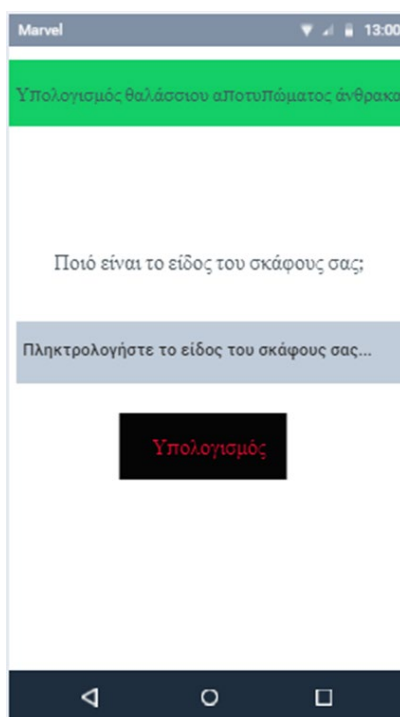 Marvel 13:00
Υπολογισμός θαλάσσιου αποτυπώματος άνθρακα
Ποιό είναι το είδος του σκάφους σας;
Πληκτρολογήστε το είδος του σκάφους σας...
Υπολογισμός